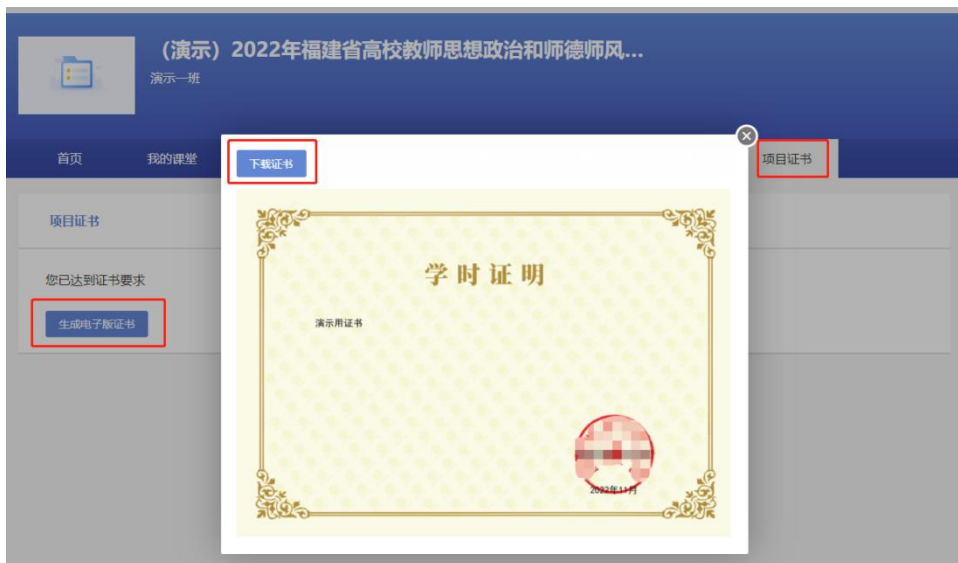 （演示）2022年福建省高校教师思想政治和师德师风...
演示一班
首页
我的课堂
项目证书
下载证书
项目证书
您已达到证书要求
生成电子版证书
学时证明
演示用证书
2022年11月